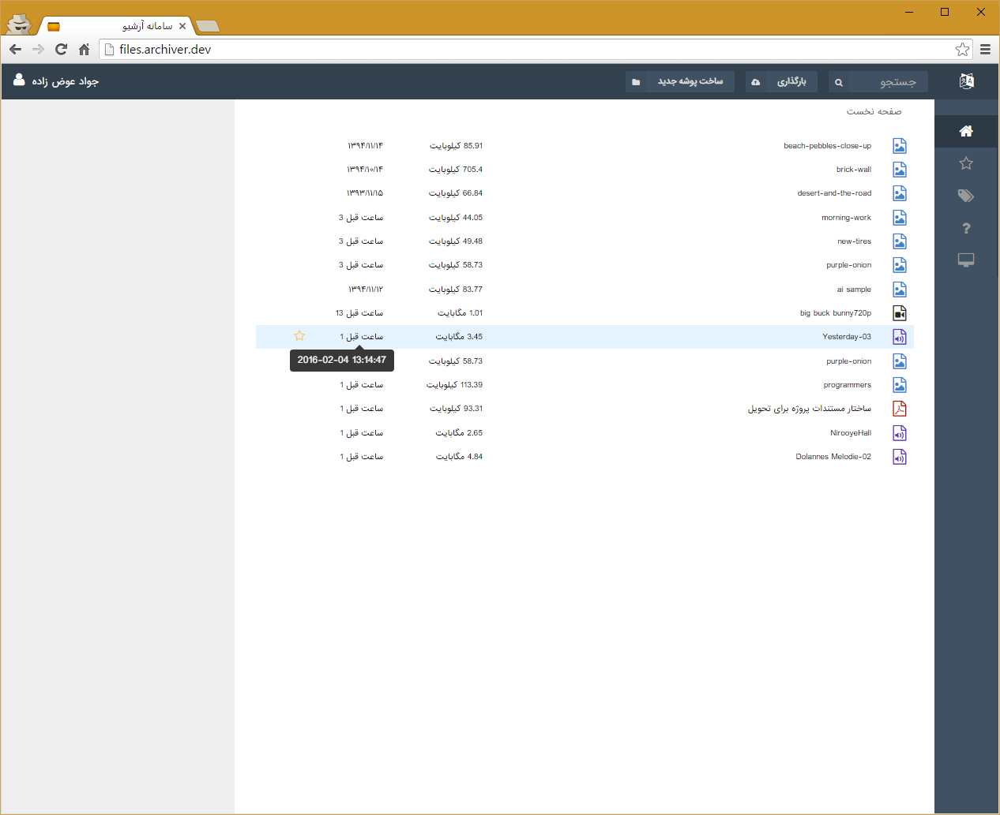 سامانه آرشیو
files.archiver.dev
جستجو
بارگذاری
ساخت پوشه جدید
جواد عوض زاده
صفحه نخست
beach-pebbles-close-up 85.91 کیلوبایت ۱۳۹۴/۱۱/۱۴
brick-wall 705.4 کیلوبایت ۱۳۹۴/۱۰/۱۴
desert-and-the-road 66.84 کیلوبایت ۱۳۹۳/۱۱/۱۵
morning-work 44.05 کیلوبایت 3 ساعت قبل
new-tires 49.48 کیلوبایت 3 ساعت قبل
purple-onion 58.73 کیلوبایت 3 ساعت قبل
ai sample 83.77 کیلوبایت ۱۳۹۴/۱۱/۱۲
big buck bunny720p 1.01 مگابایت 13 ساعت قبل
Yesterday-03 3.45 مگابایت 1 ساعت قبل
2016-02-04 13:14:47
purple-onion 58.73 کیلوبایت
programmers 113.39 کیلوبایت 1 ساعت قبل
ساختار مستندات پروژه برای تحویل 93.31 کیلوبایت 1 ساعت قبل
NirooyeHall 2.65 مگابایت 1 ساعت قبل
Dolannes Melodie-02 4.84 مگابایت 1 ساعت قبل